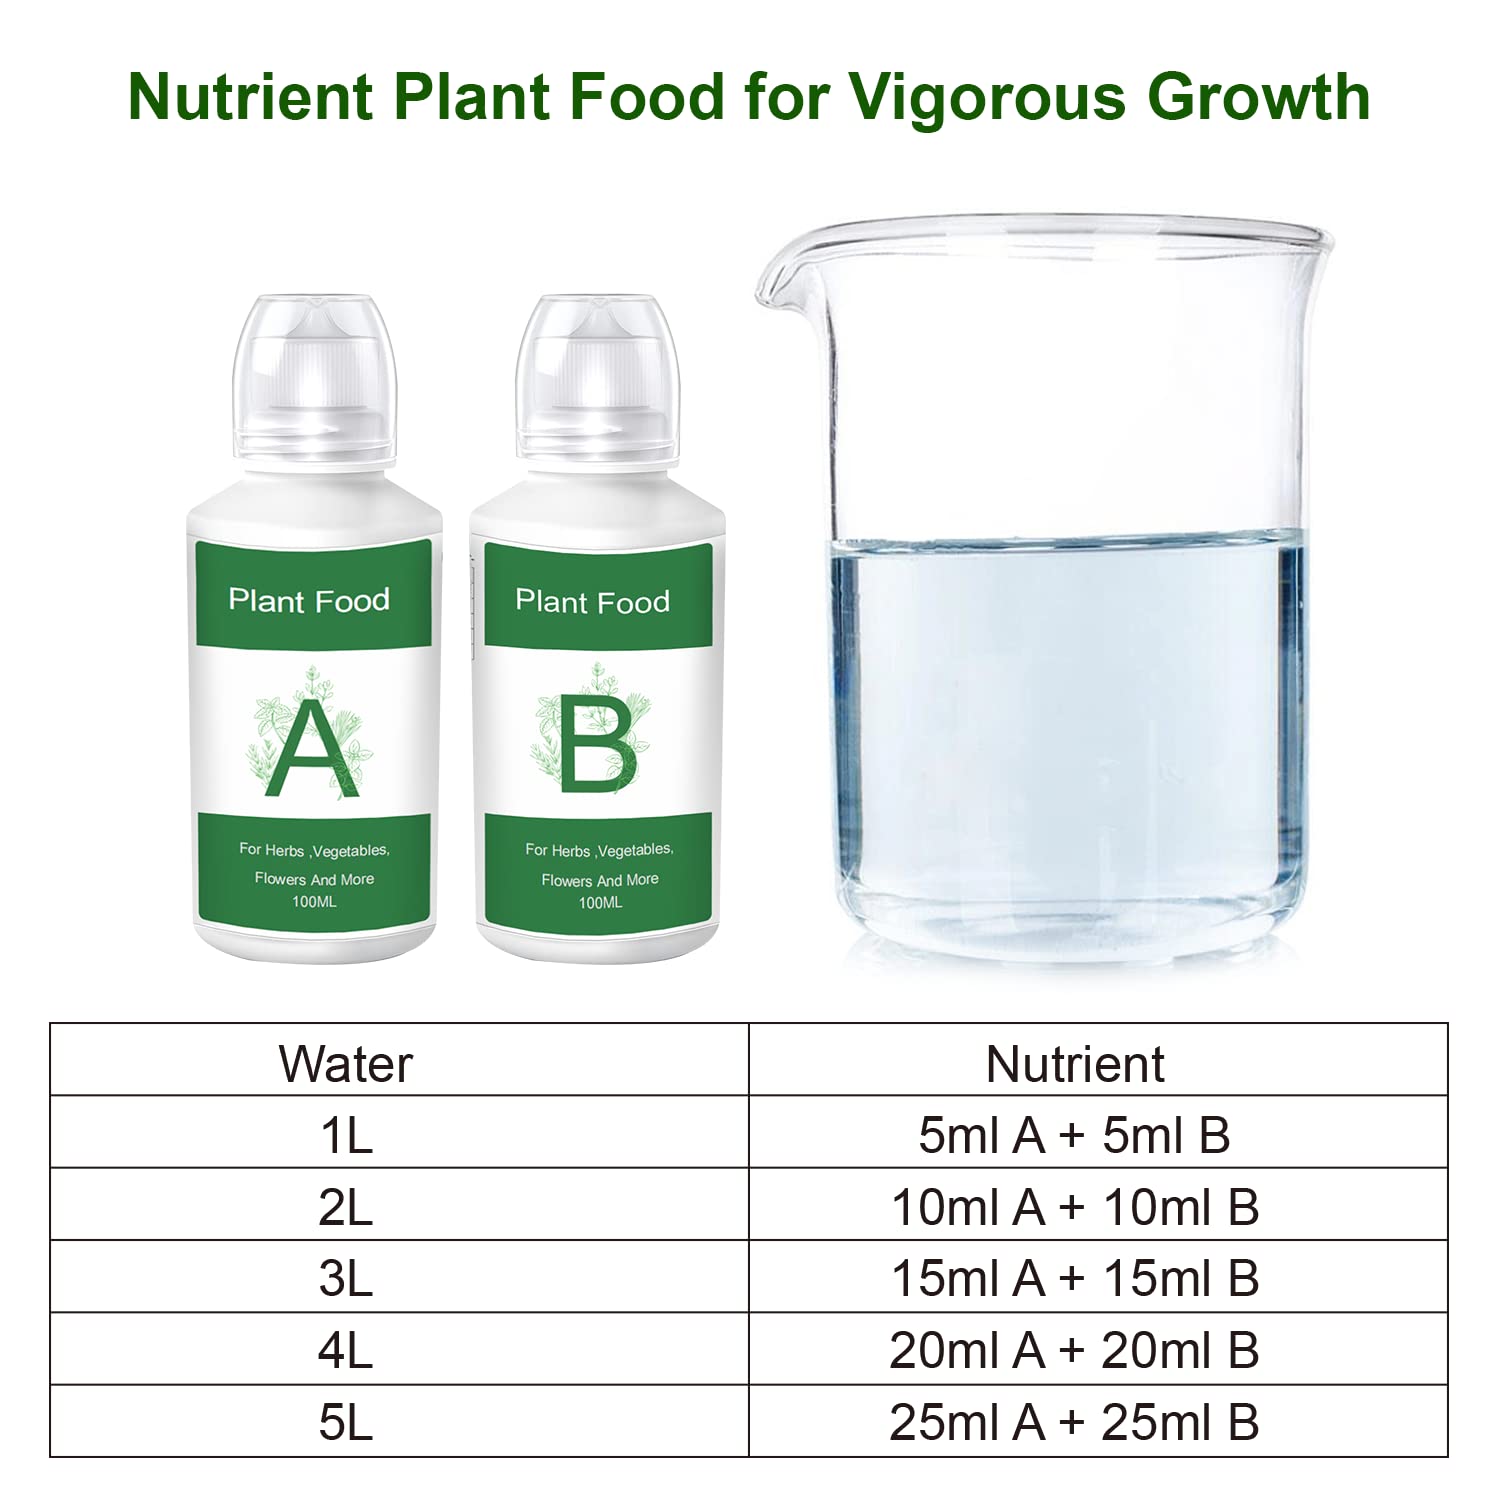 Nutrient Plant Food for Vigorous Growth
Plant Food
A
For Herbs ,Vegetables,
Flowers And More
100ML
Plant Food
B
For Herbs ,Vegetables,
Flowers And More
100ML
Water Nutrient
1L 5ml A + 5ml B
2L 10ml A + 10ml B
3L 15ml A + 15ml B
4L 20ml A + 20ml B
5L 25ml A + 25ml B